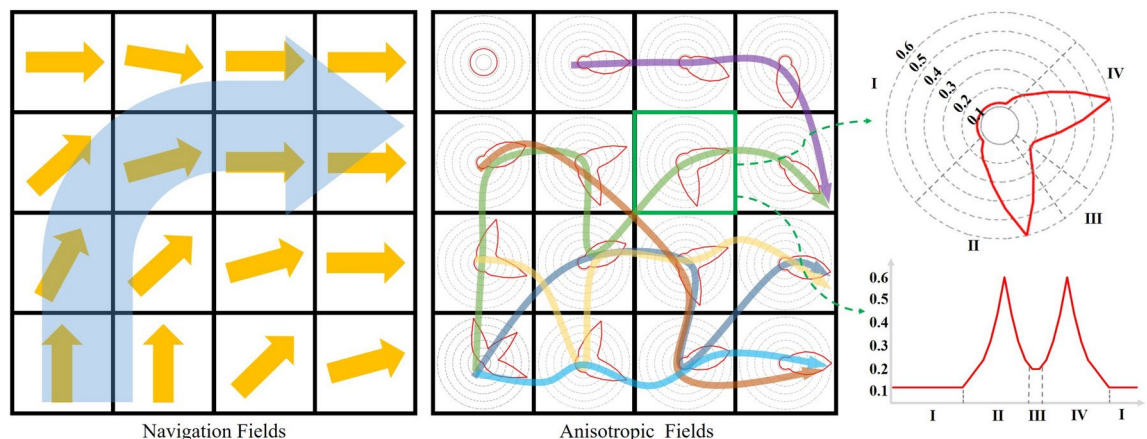 0.6
0.5
0.4
0.3
0.2
0.1
I
IV
III
II
0.6
0.5
0.4
0.3
0.2
0.1
I II III IV I
Navigation Fields
Anisotropic Fields